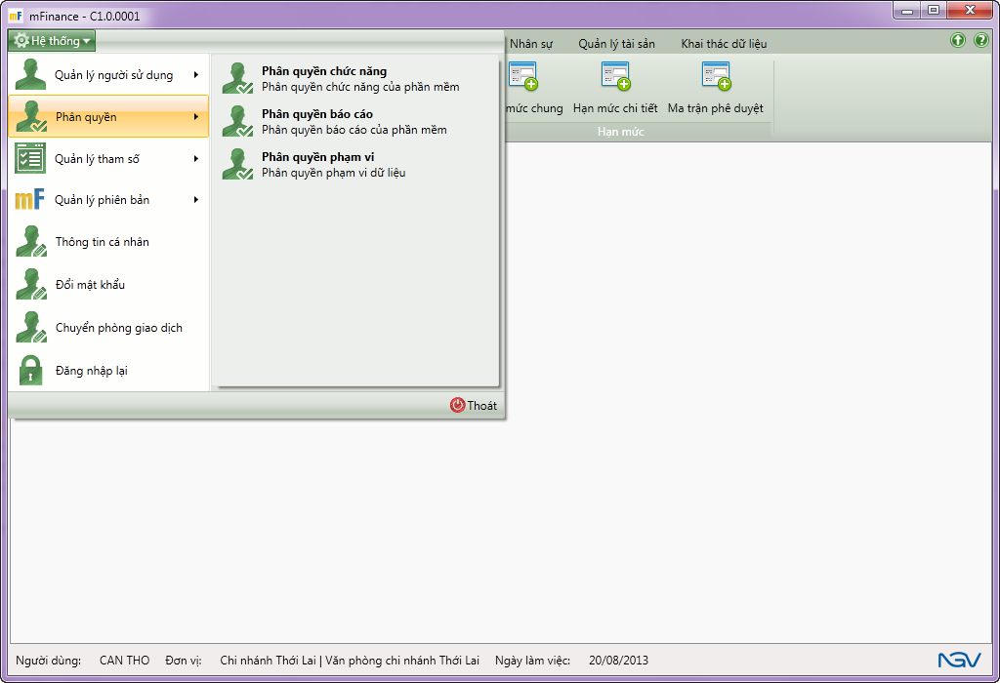 mF mFinance - C1.0.0001
Hệ thống
Nhân sự Quản lý tài sản Khai thác dữ liệu
mức chung Hạn mức chi tiết Ma trận phê duyệt
Hạn mức
Quản lý người sử dụng
Phân quyền
Quản lý tham số
mF Quản lý phiên bản
Thông tin cá nhân
Đổi mật khẩu
Chuyển phòng giao dịch
Đăng nhập lại
Phân quyền chức năng
Phân quyền chức năng của phần mềm
Phân quyền báo cáo
Phân quyền báo cáo của phần mềm
Phân quyền phạm vi
Phân quyền phạm vi dữ liệu
Thoát
Người dùng: CAN THO Đơn vị: Chi nhánh Thới Lai | Văn phòng chi nhánh Thới Lai Ngày làm việc: 20/08/2013
NGV